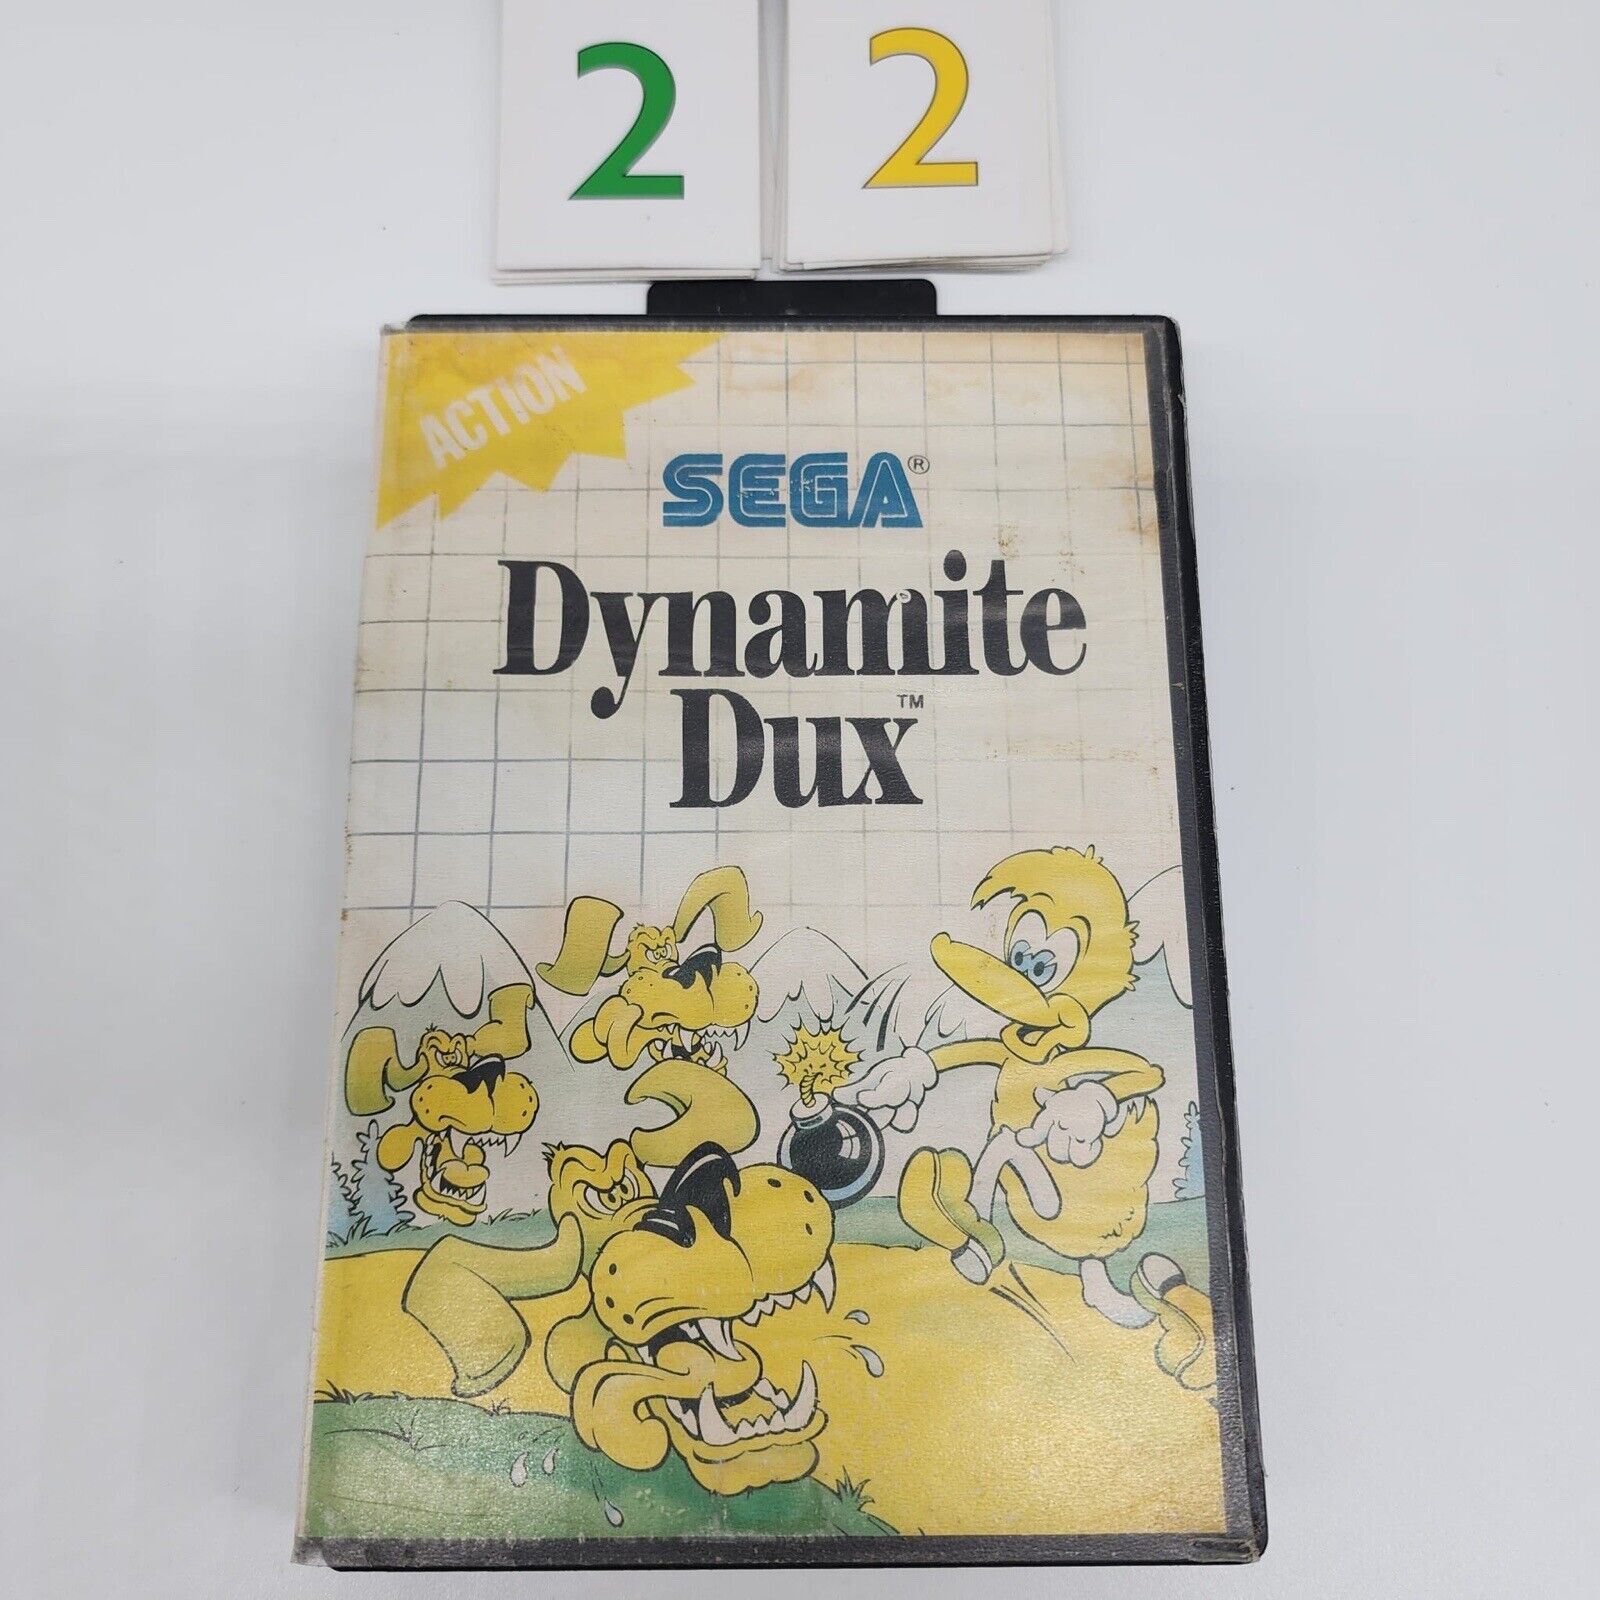 2 2
ACTION
SEGA®
Dynamite
Dux™